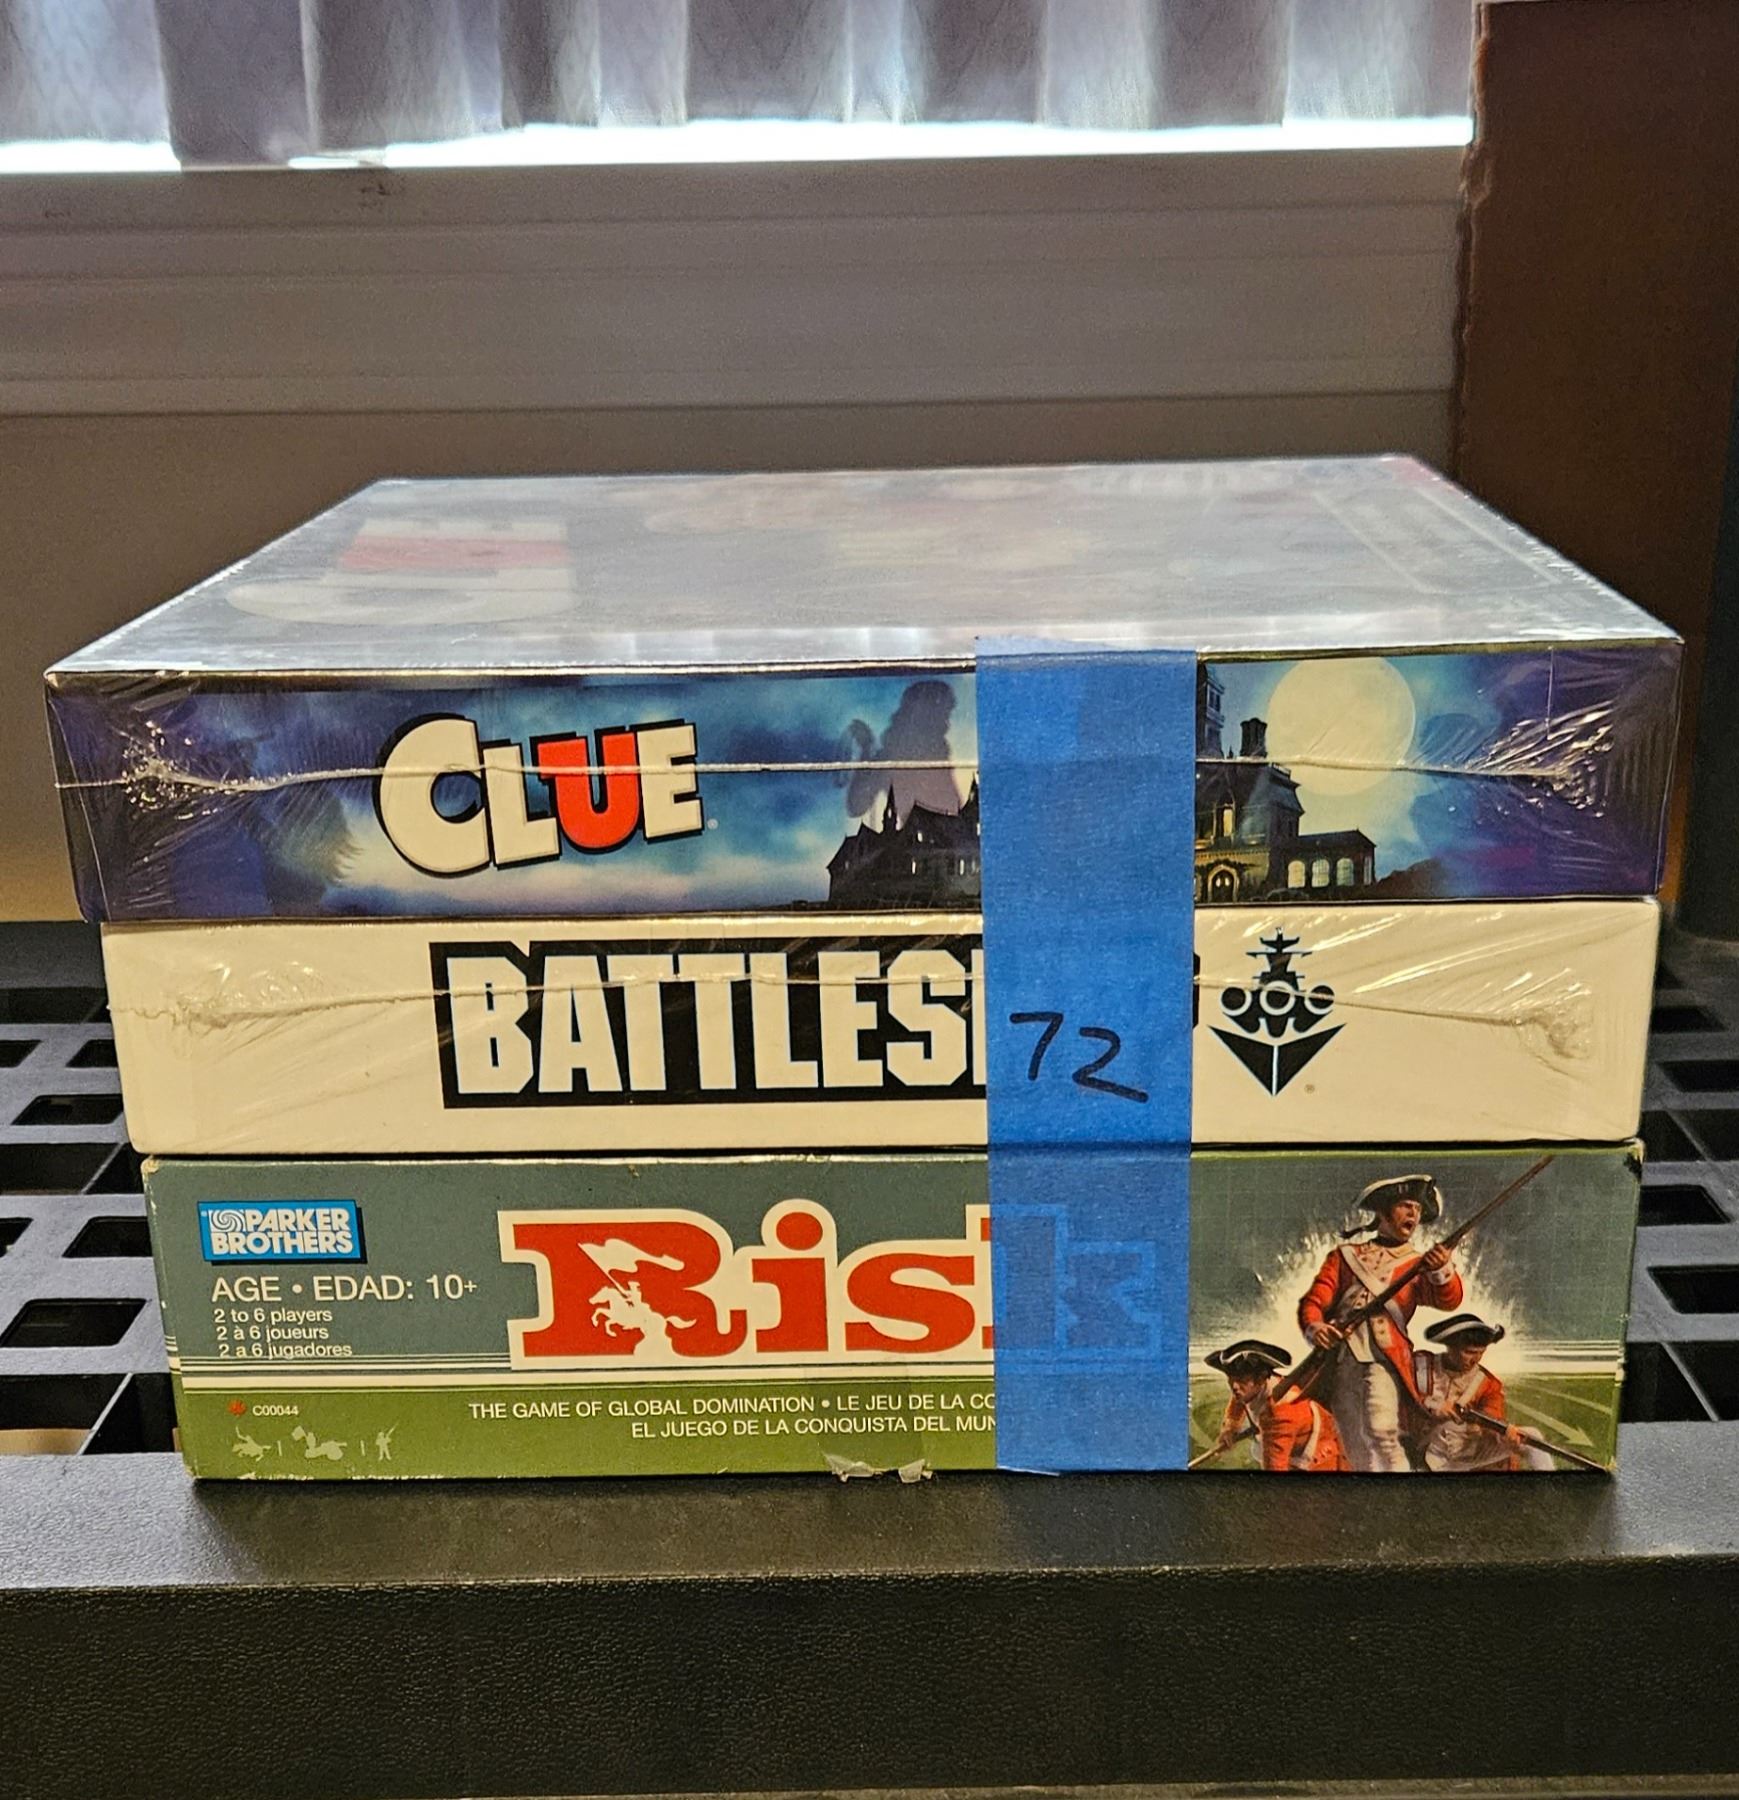 CLUE
BATTLES
72
PARKER
BROTHERS
Risk
AGE • EDAD: 10+
2 to 6 players
2 à 6 joueurs
2 a 6 jugadores
C00044
THE GAME OF GLOBAL DOMINATION • LE JEU DE LA CO
EL JUEGO DE LA CONQUISTA DEL MUN